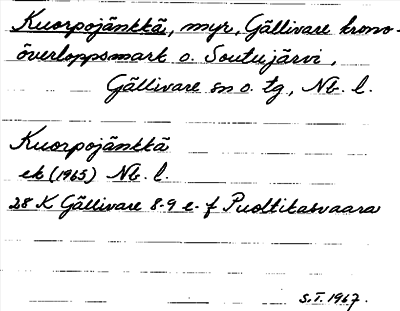 Kuorpojänkkä, myr, Gällivare krono-
överloppsmark o. Soutujärvi,
Gällivare sn o. tg, Nb. l.
Kuorpojänkkä
ek (1965) Nb. l.
28 K Gällivare 8-9 e-f Puoltikasvaara
S.I. 1967.